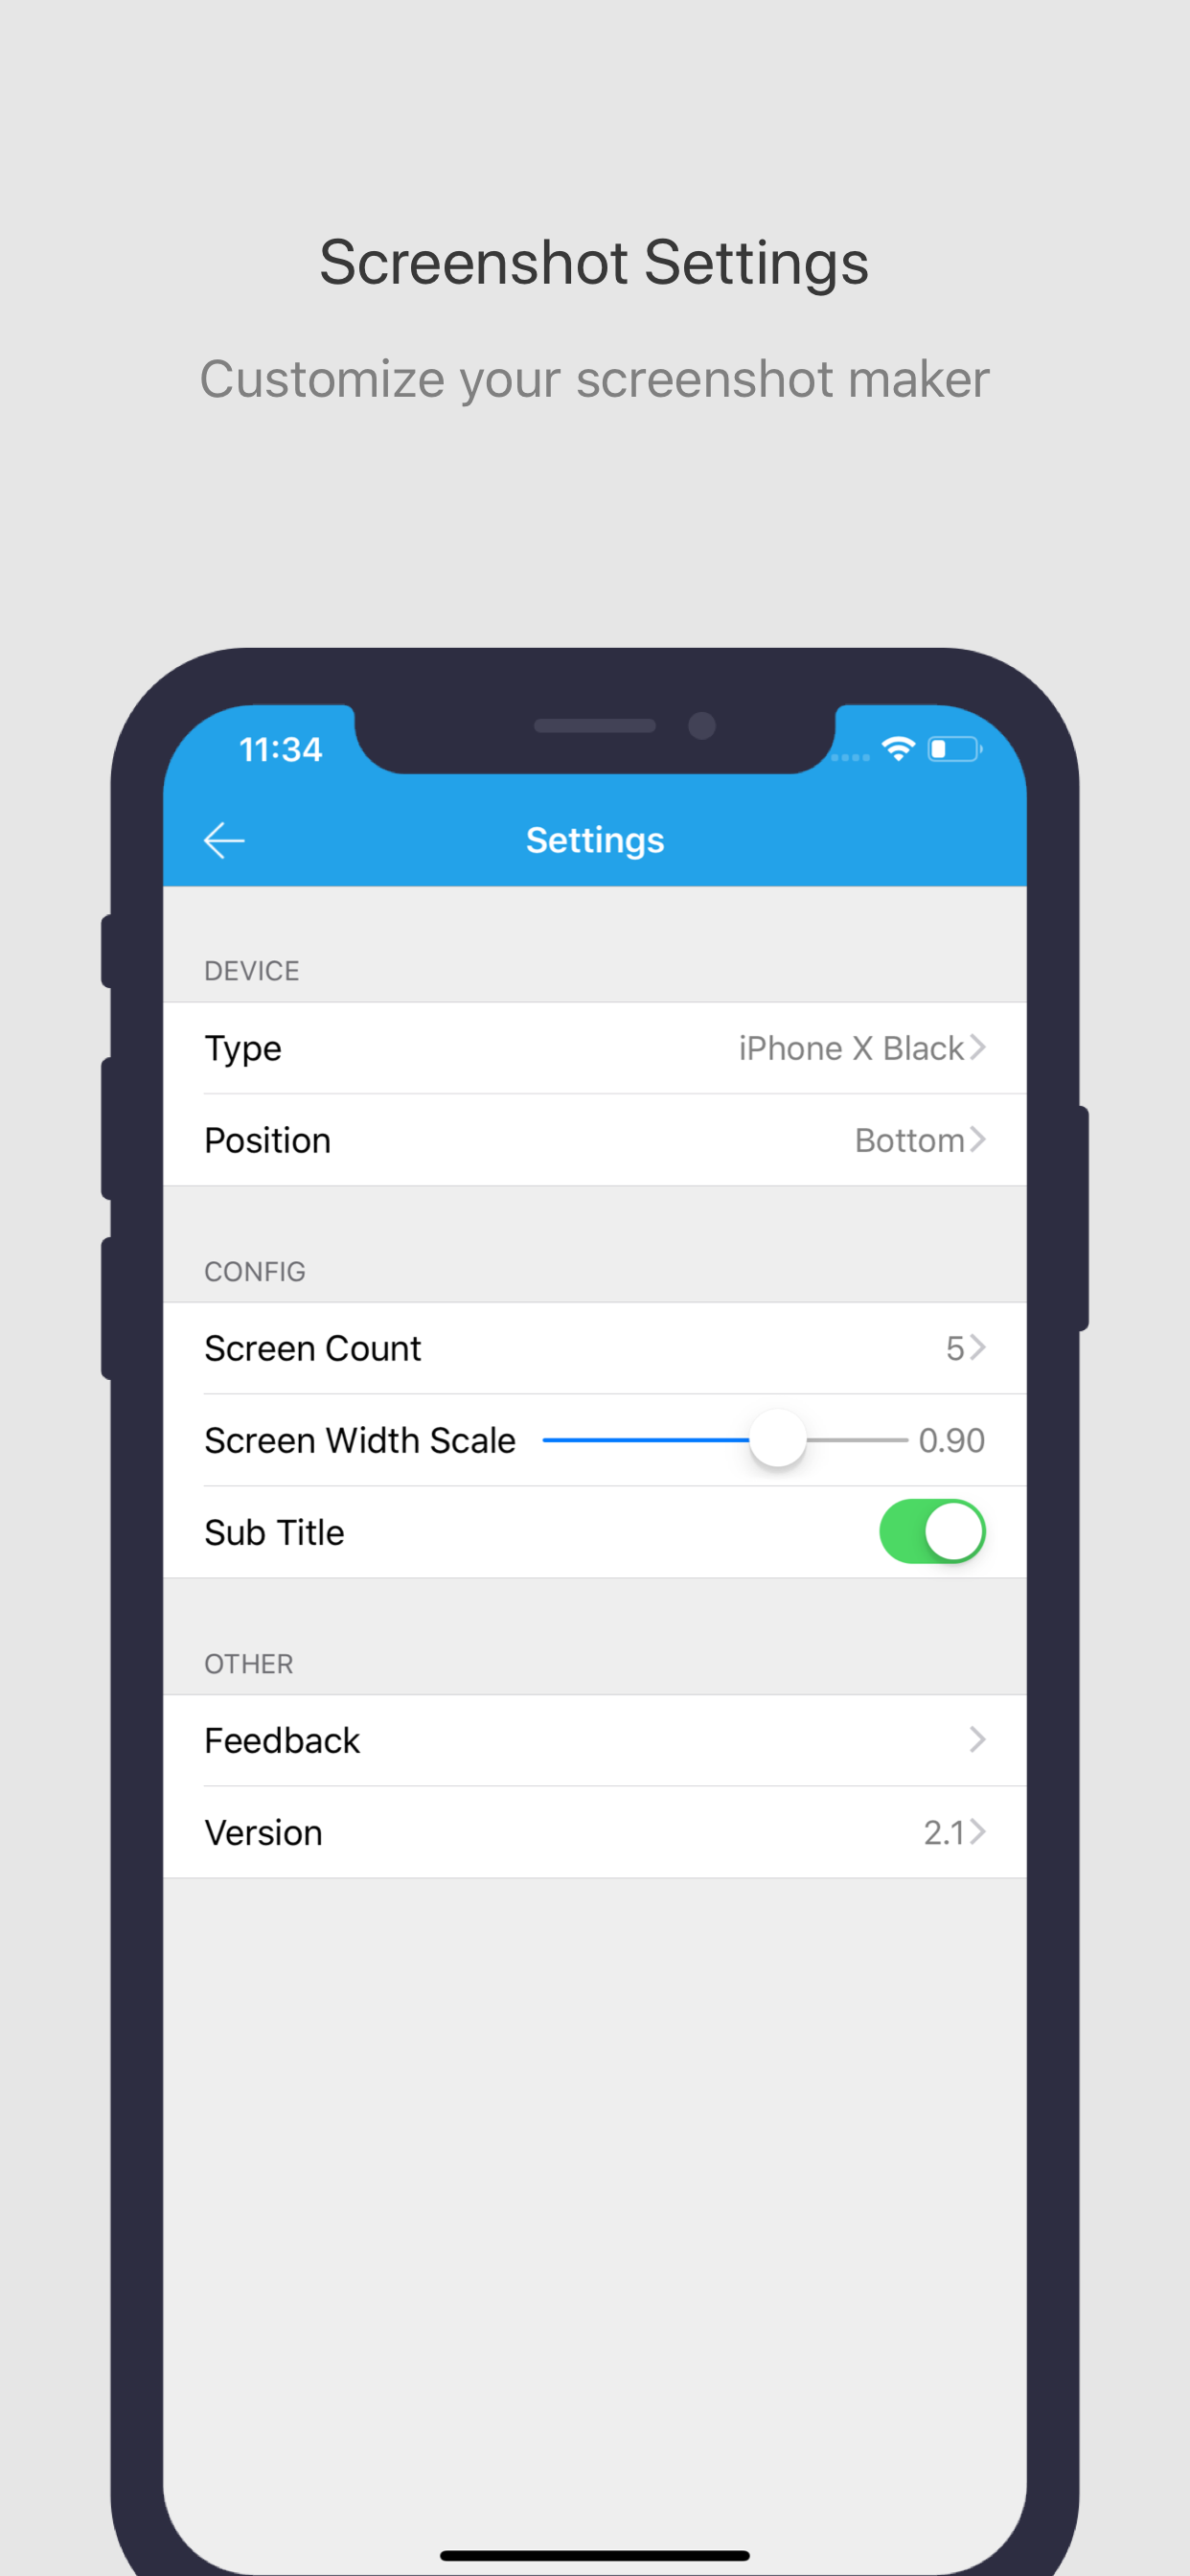 Screenshot Settings
Customize your screenshot maker
11:34
Settings
DEVICE
Type iPhone X Black
Position Bottom
CONFIG
Screen Count 5
Screen Width Scale 0.90
Sub Title
OTHER
Feedback
Version 2.1